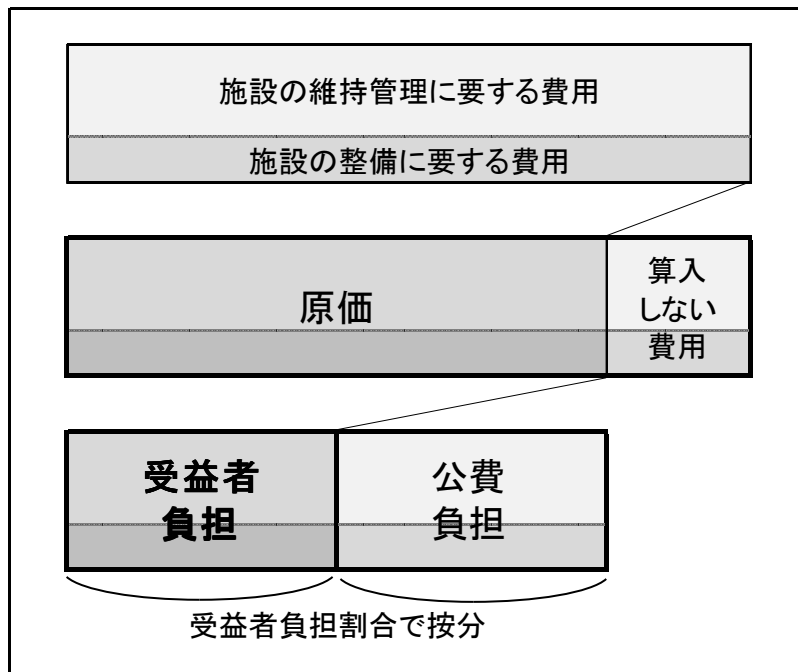 施設の維持管理に要する費用
施設の整備に要する費用
原価
算入
しない
費用
受益者
負担
公費
負担
受益者負担割合で按分